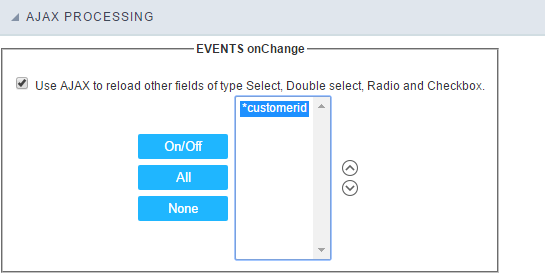 AJAX PROCESSING
EVENTS onChange
Use AJAX to reload other fields of type Select, Double select, Radio and Checkbox.
*customerid
On/Off
All
None